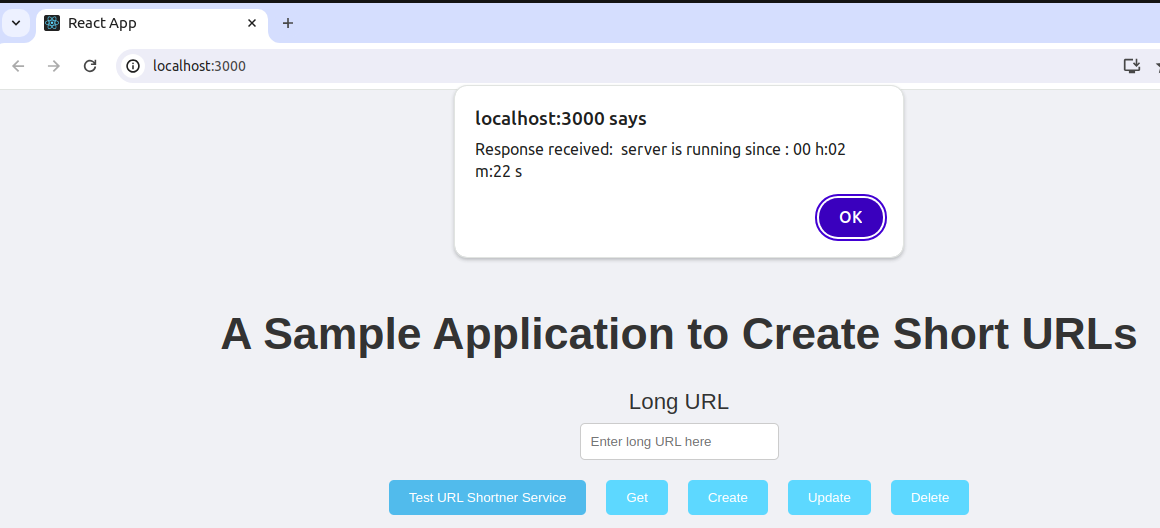 React App
localhost:3000
localhost:3000 says
Response received:  server is running since : 00 h:02
m:22 s
OK
A Sample Application to Create Short URLs
Long URL
Enter long URL here
Test URL Shortner Service
Get
Create
Update
Delete